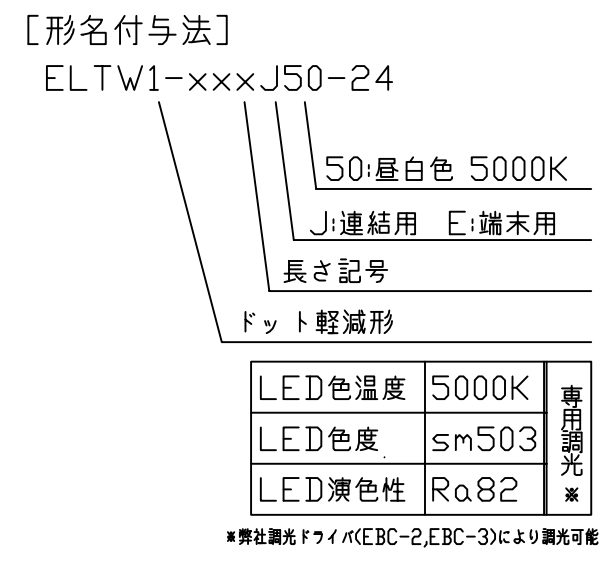 [形名付与法]
ELTW1-xxxJ50-24
50:昼白色 5000K
J:連結用 E:端末用
長さ記号
ドット軽減形
LED色温度 5000K
LED色度 sm503
LED演色性 Ra82
専用調光※
※弊社調光ドライバ(EBC-2,EBC-3)により調光可能